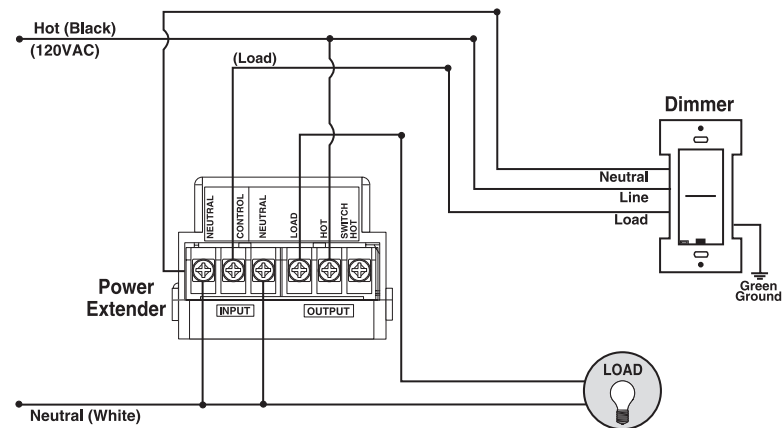 Hot (Black)
(120VAC)
(Load)
Dimmer
Neutral
Line
Load
Green
Ground
NEUTRAL
CONTROL
NEUTRAL
LOAD
HOT
SWITCH
HOT
Power
Extender
INPUT
OUTPUT
LOAD
Neutral (White)